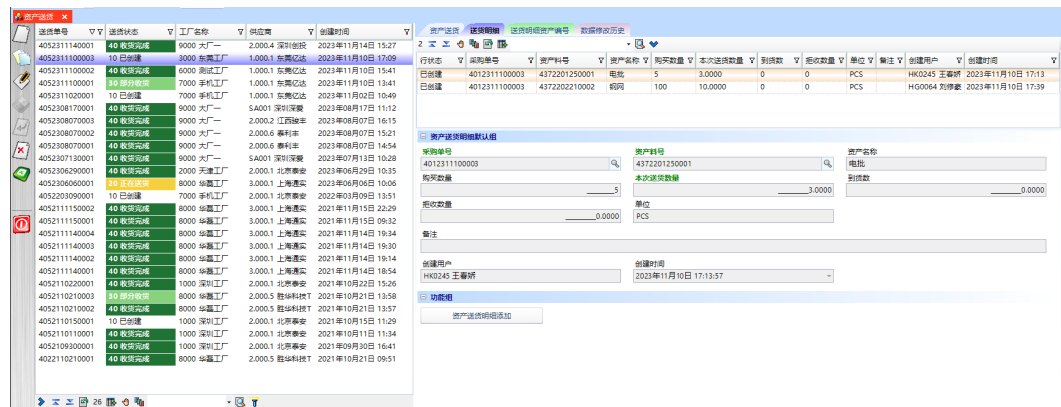 资产送货
送货单号 送货状态 工厂名称 供应商 创建时间
4052311140001 40 收货完成 9000 大厂一 2.000.4 深圳创投 2023年11月14日 15:27
4052311100003 10 已创建 3000 东莞工厂 1.000.1 东莞亿达 2023年11月10日 17:09
4052311100002 40 收货完成 6000 测试工厂 1.000.1 东莞亿达 2023年11月10日 15:41
4052311100001 30 部分收货 7000 手机工厂 1.000.1 东莞亿达 2023年11月10日 13:41
4052311020001 10 已创建 7000 手机工厂 1.000.1 东莞亿达 2023年11月02日 10:49
4052308170001 40 收货完成 9000 大厂一 SA001 深圳深爱 2023年08月17日 11:12
4052308070003 40 收货完成 9000 大厂一 2.000.2 江西骏丰 2023年08月07日 16:15
4052308070002 40 收货完成 9000 大厂一 2.000.6 泰利丰 2023年08月07日 15:21
4052308070001 40 收货完成 9000 大厂一 2.000.6 泰利丰 2023年08月07日 14:54
4052307130001 40 收货完成 9000 大厂一 SA001 深圳深爱 2023年07月13日 10:28
4052306290001 40 收货完成 2000 天津工厂 2.000.1 北京泰安 2023年06月29日 10:35
4052306060001 20 正在送货 8000 华磊工厂 3.000.1 上海通实 2023年06月06日 10:06
4052203090001 10 已创建 7000 手机工厂 2.000.1 北京泰安 2022年03月09日 13:51
4052111150002 40 收货完成 8000 华磊工厂 3.000.1 上海通实 2021年11月15日 22:29
4052111150001 40 收货完成 8000 华磊工厂 3.000.1 上海通实 2021年11月15日 09:32
4052111140004 40 收货完成 8000 华磊工厂 3.000.1 上海通实 2021年11月14日 19:34
4052111140003 40 收货完成 8000 华磊工厂 3.000.1 上海通实 2021年11月14日 19:30
4052111140002 40 收货完成 8000 华磊工厂 3.000.1 上海通实 2021年11月14日 19:14
4052111140001 40 收货完成 8000 华磊工厂 3.000.1 上海通实 2021年11月14日 18:54
4052110220001 40 收货完成 1000 深圳工厂 2.000.1 北京泰安 2021年10月22日 15:26
4052110210003 30 部分收货 8000 华磊工厂 2.000.5 胜华科技T 2021年10月21日 13:58
4052110210002 40 收货完成 8000 华磊工厂 2.000.5 胜华科技T 2021年10月21日 13:57
4052110150001 10 已创建 1000 深圳工厂 2.000.1 北京泰安 2021年10月15日 11:29
4052110110001 40 收货完成 1000 深圳工厂 2.000.1 北京泰安 2021年10月11日 11:34
4052109300001 40 收货完成 1000 深圳工厂 2.000.1 北京泰安 2021年09月30日 16:41
4022110210001 40 收货完成 8000 华磊工厂 2.000.5 胜华科技T 2021年10月21日 09:51
26
资产送货 送货明细 送货明细资产编号 数据修改历史
2
行状态 采购单号 资产料号 资产名称 购买数量 本次送货数量 到货数 拒收数量 单位 备注 创建用户 创建时间
已创建 4012311100003 4372201250001 电批 5 3.0000 0 0 PCS HK0245 王春娇 2023年11月10日 17:13
已创建 4012311100003 4372202210002 钢网 100 10.0000 0 0 PCS HG0064 刘修豪 2023年11月10日 17:39
资产送货明细默认组
采购单号 资产料号 资产名称
4012311100003 4372201250001 电批
购买数量 本次送货数量 到货数
5 3.0000 0.0000
拒收数量 单位
0.0000 PCS
备注
创建用户 创建时间
HK0245 王春娇 2023年11月10日 17:13:57
功能组
资产送货明细添加